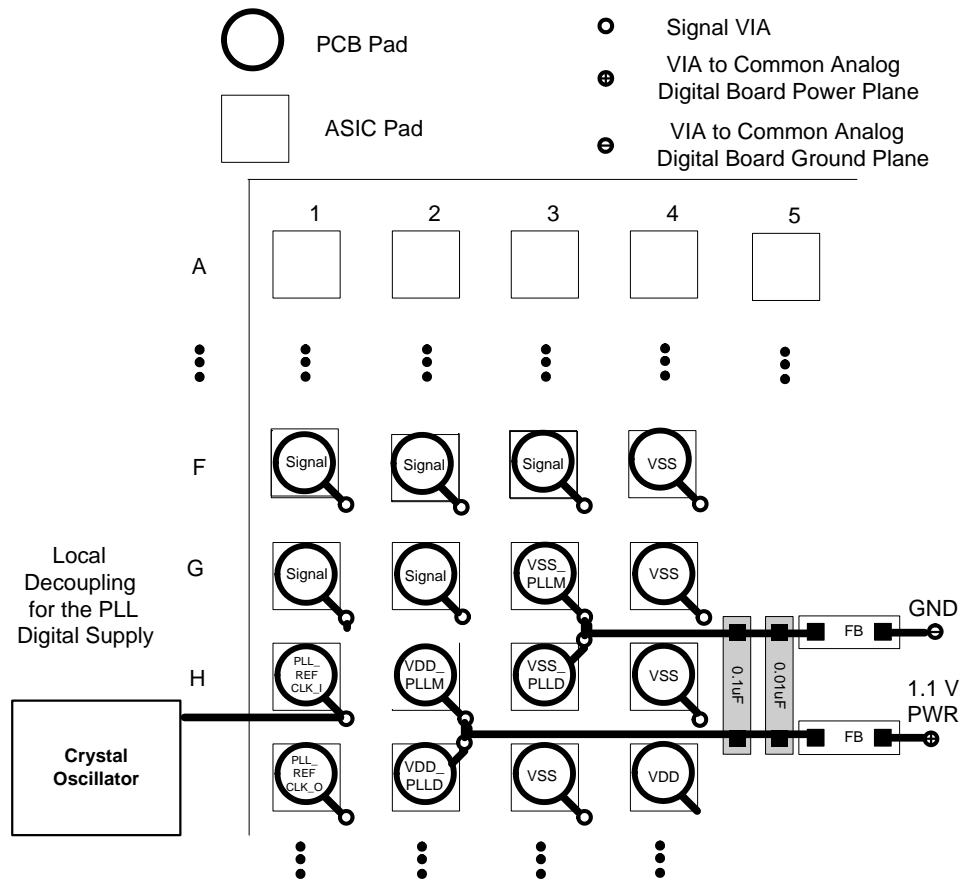 PCB Pad
Signal VIA
VIA to Common Analog
Digital Board Power Plane
ASIC Pad
VIA to Common Analog
Digital Board Ground Plane
1 2 3 4 5
A
F
Signal
Signal
Signal
VSS
Local
Decoupling
for the PLL
Digital Supply
G
Signal
Signal
VSS_
PLLM
VSS
GND
FB
H
PLL_
REF
CLK_I
VDD_
PLLM
VSS_
PLLD
VSS
0.1uF
0.01uF
1.1 V
PWR
FB
Crystal
Oscillator
PLL_
REF
CLK_O
VDD_
PLLD
VSS
VDD